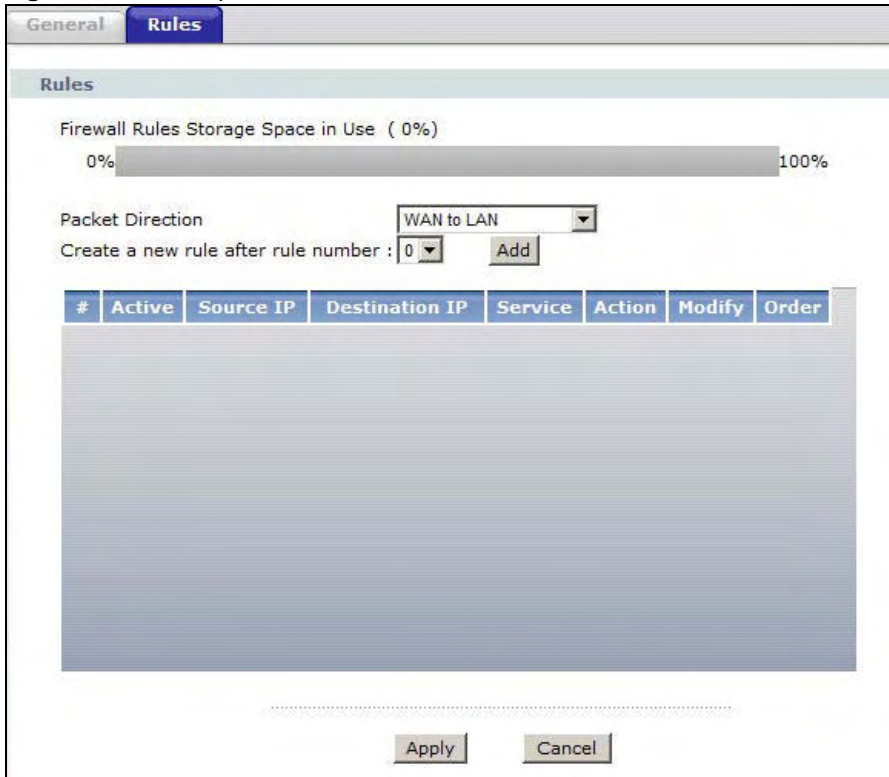 General Rules
Rules
Firewall Rules Storage Space in Use ( 0%)
0% 100%
Packet Direction WAN to LAN
Create a new rule after rule number : 0 Add
# Active Source IP Destination IP Service Action Modify Order
Apply Cancel